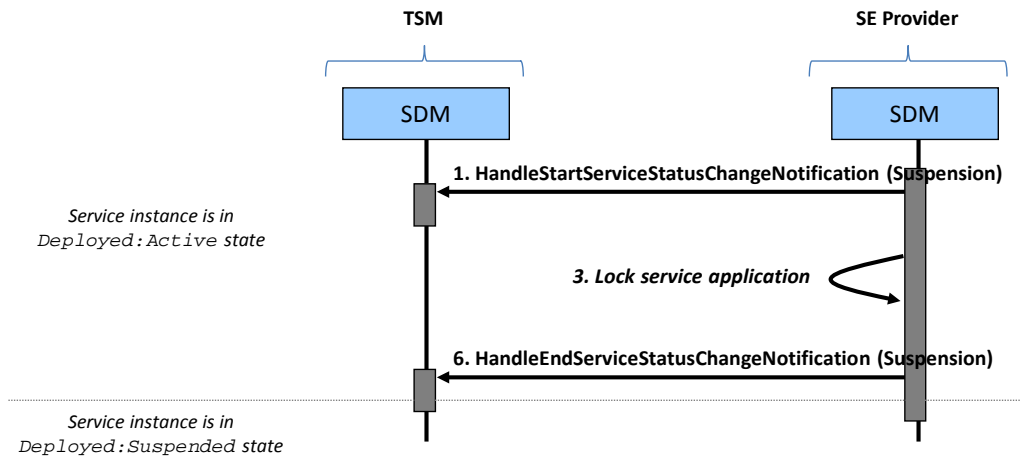 TSM
SE Provider
SDM
SDM
1. HandleStartServiceStatusChangeNotification (Suspension)
Service instance is in
Deployed:Active state
3. Lock service application
6. HandleEndServiceStatusChangeNotification (Suspension)
Service instance is in
Deployed:Suspended state